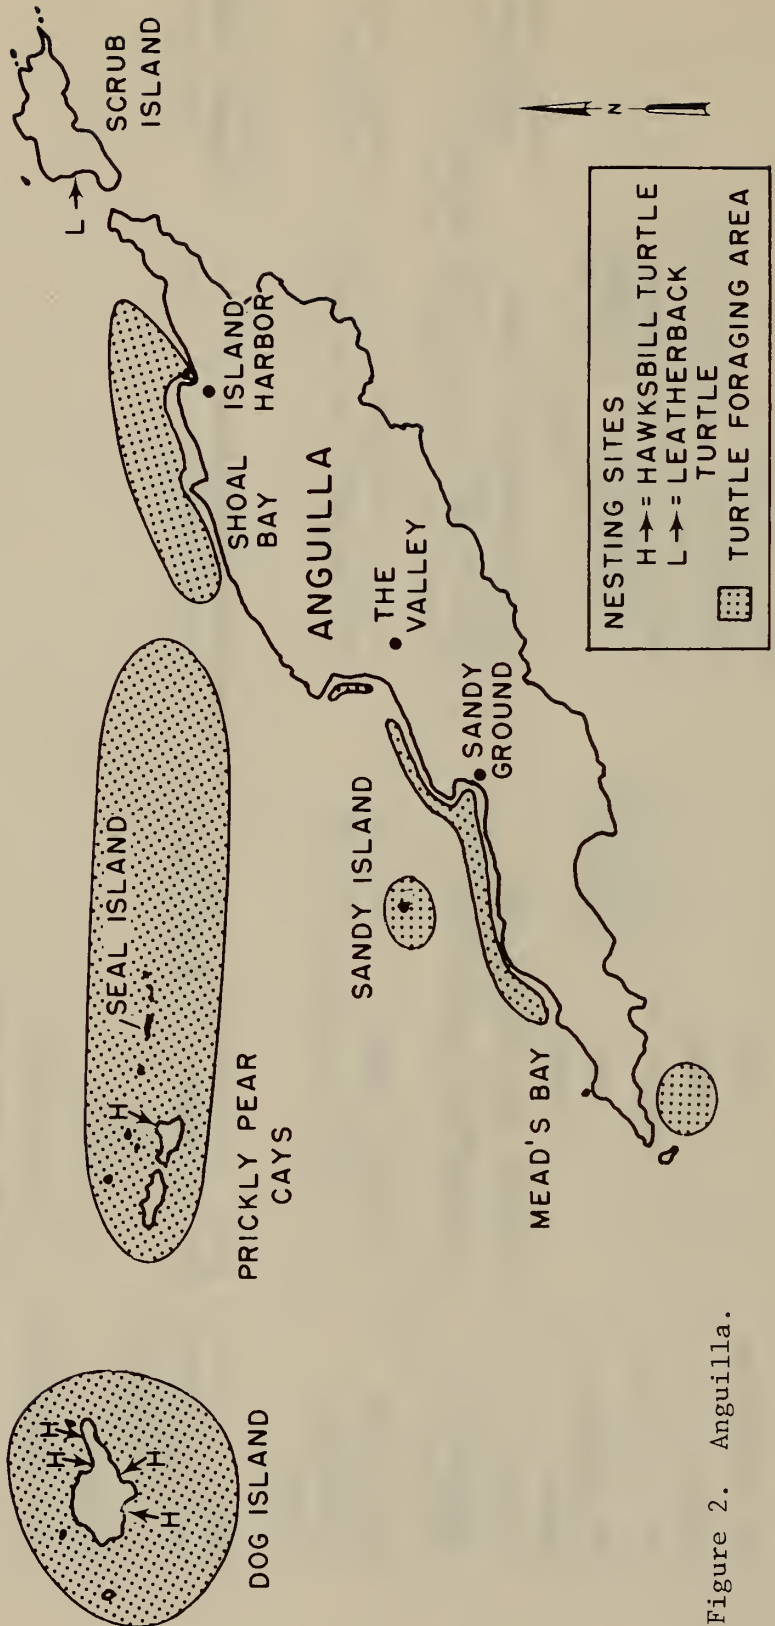 SCRUB
ISLAND
L
ISLAND
HARBOR
SHOAL
BAY
ANGUILLA
THE
VALLEY
SANDY
GROUND
SEAL ISLAND
H
PRICKLY PEAR
CAYS
SANDY ISLAND
MEAD'S BAY
H
H
H
H
DOG ISLAND
N
NESTING SITES
H → = HAWKSBILL TURTLE
L → = LEATHERBACK
TURTLE
TURTLE FORAGING AREA
Figure 2. Anguilla.